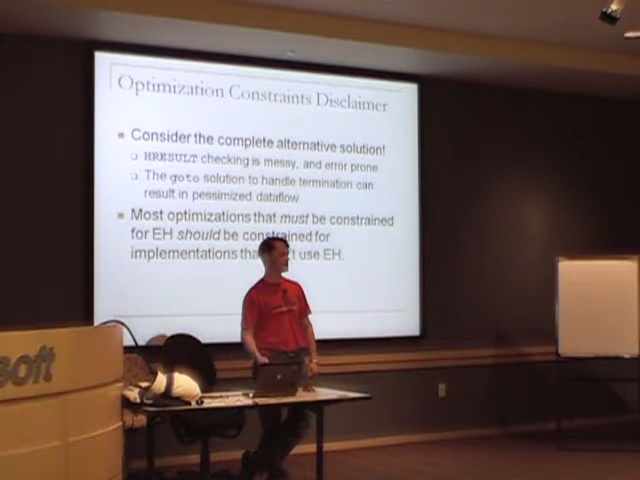 Optimization Constraints Disclaimer
Consider the complete alternative solution!
HRESULT checking is messy, and error prone
The goto solution to handle termination can
result in pessimized dataflow
Most optimizations that must be constrained
for EH should be constrained for
implementations use EH.
soft